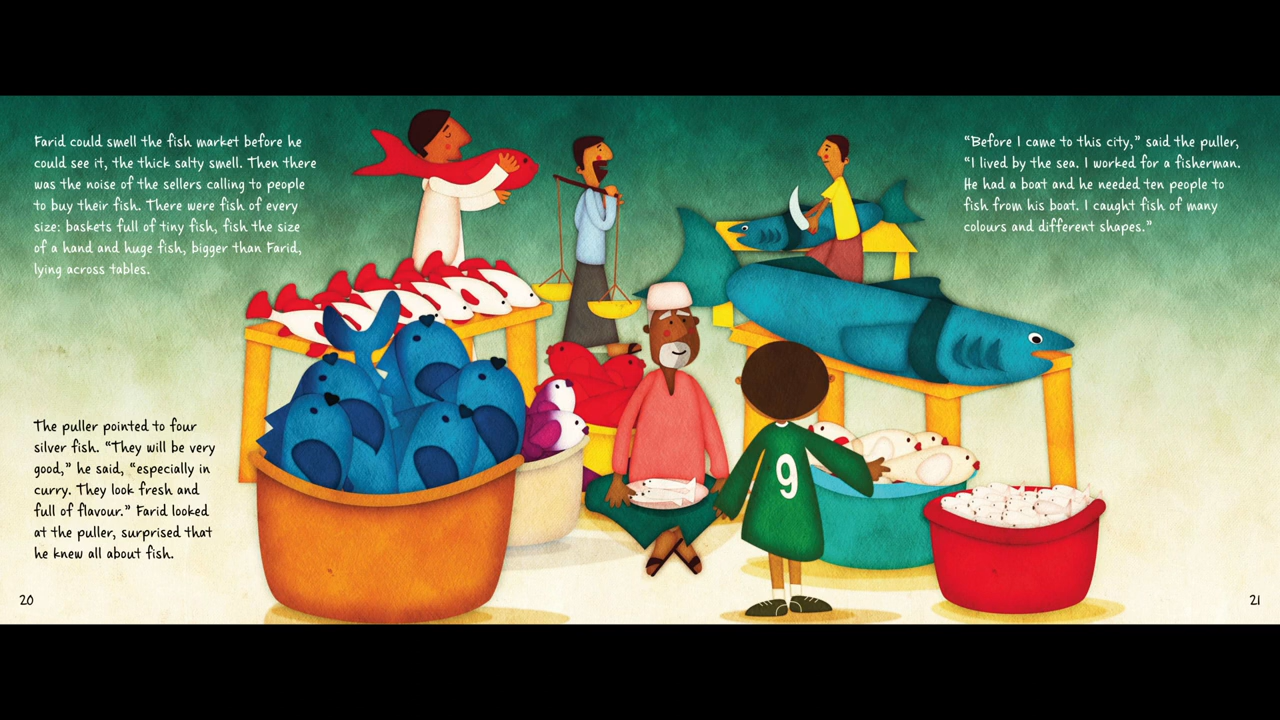 Farid could smell the fish market before he
could see it, the thick salty smell. Then there
was the noise of the sellers calling to people
to buy their fish. There were fish of every
size: baskets full of tiny fish, fish the size
of a hand and huge fish, bigger than Farid,
lying across tables.
The puller pointed to four
silver fish. “They will be very
good,” he said, “especially in
curry. They look fresh and
full of flavour.” Farid looked
at the puller, surprised that
he knew all about fish.
20
“Before I came to this city,” said the puller,
“I lived by the sea. I worked for a fisherman.
He had a boat and he needed ten people to
fish from his boat. I caught fish of many
colours and different shapes.”
9
21